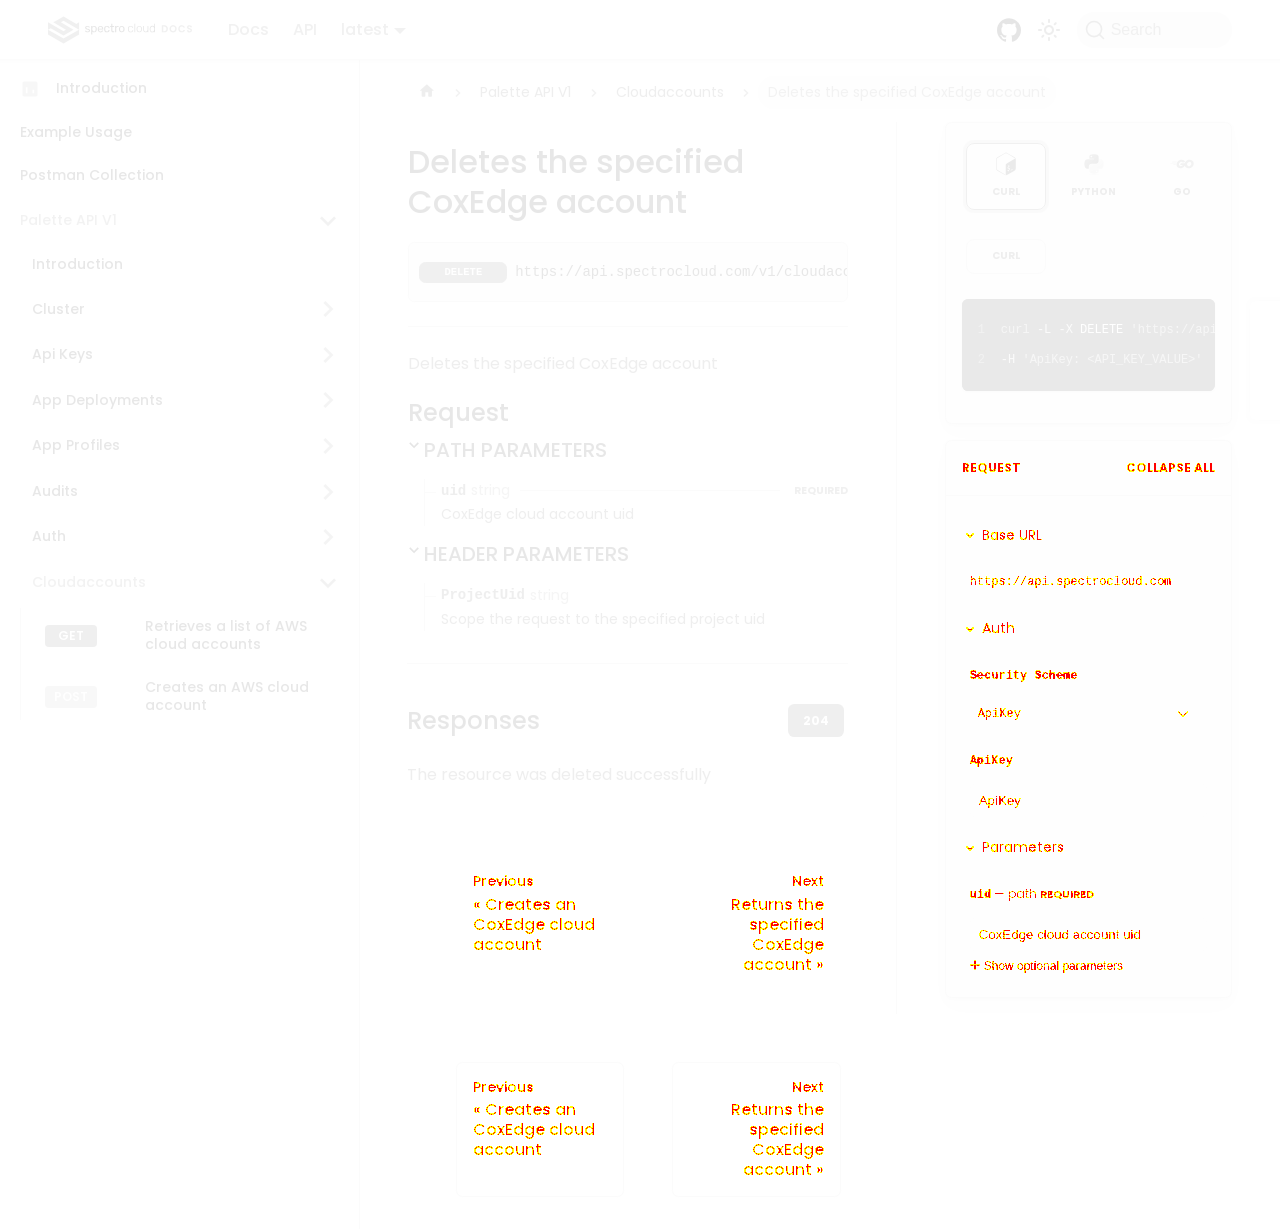 spectro cloud DOCS
Docs
API
latest
Search
Introduction
Example Usage
Postman Collection
Palette API V1
Introduction
Cluster
Api Keys
App Deployments
App Profiles
Audits
Auth
Cloudaccounts
GET
Retrieves a list of AWS
cloud accounts
POST
Creates an AWS cloud
account
Palette API V1
Cloudaccounts
Deletes the specified CoxEdge account
Deletes the specified
CoxEdge account
DELETE
https://api.spectrocloud.com/v1/cloudacc
Deletes the specified CoxEdge account
Request
PATH PARAMETERS
uid string
REQUIRED
CoxEdge cloud account uid
HEADER PARAMETERS
ProjectUid string
Scope the request to the specified project uid
Responses
204
The resource was deleted successfully
Previous
« Creates an
CoxEdge cloud
account
Next
Returns the
specified
CoxEdge
account »
Previous
« Creates an
CoxEdge cloud
account
Next
Returns the
specified
CoxEdge
account »
CURL
PYTHON
GO
CURL
1 curl -L -X DELETE 'https://api
2 -H 'ApiKey: <API_KEY_VALUE>'
REQUEST
COLLAPSE ALL
Base URL
https://api.spectrocloud.com
Auth
Security Scheme
ApiKey
ApiKey
ApiKey
Parameters
uid — path REQUIRED
CoxEdge cloud account uid
+ Show optional parameters